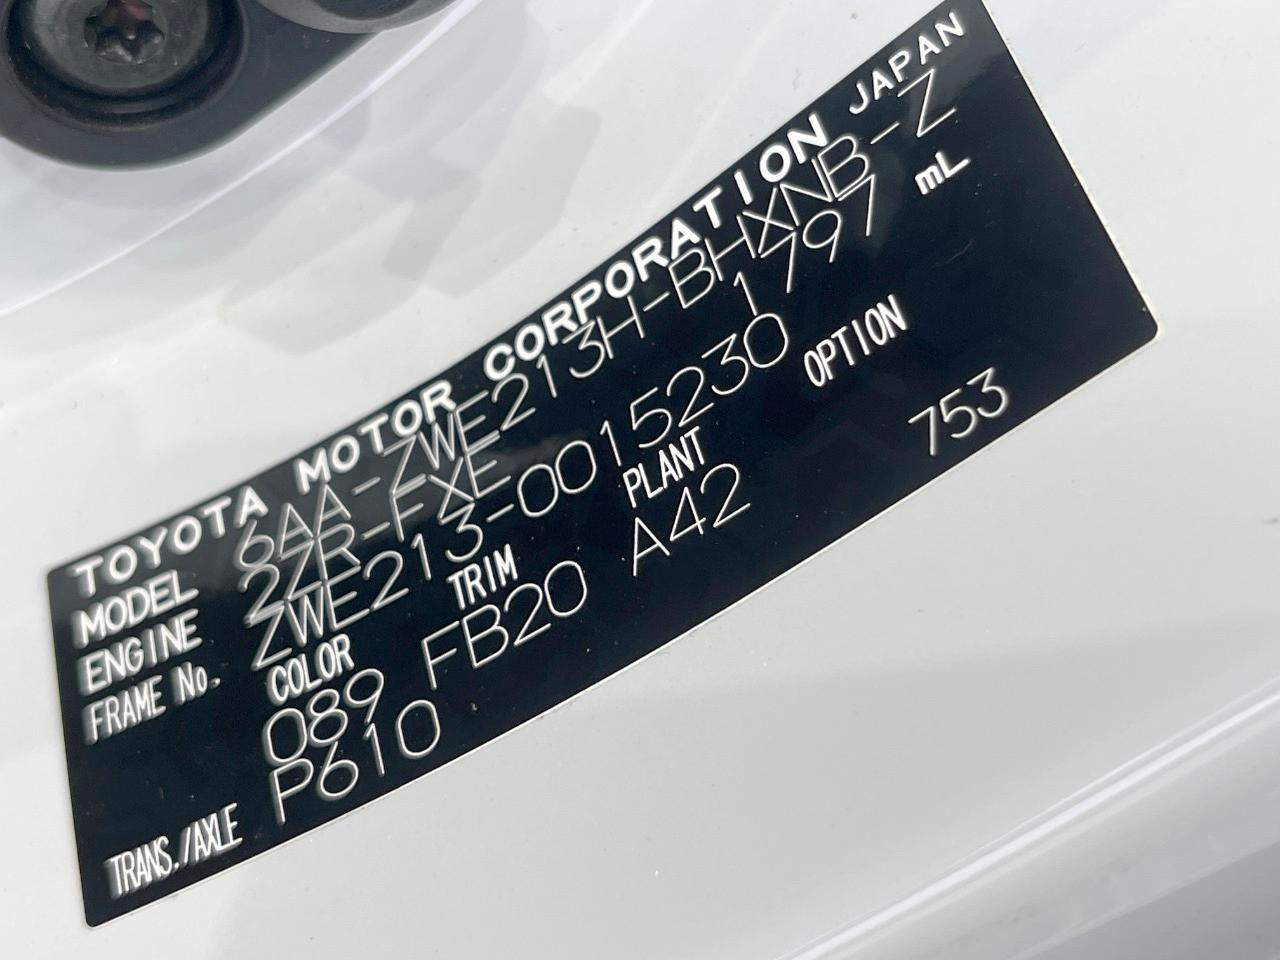 TOYOTA MOTOR CORPORATION JAPAN
MODEL 6AA-ZWE213H-BHXNB-Z
ENGINE 2ZR-FXE 1797 mL
FRAME No. ZWE213-0015230
COLOR TRIM PLANT OPTION
089 FB20 A42 753
TRANS./AXLE P610